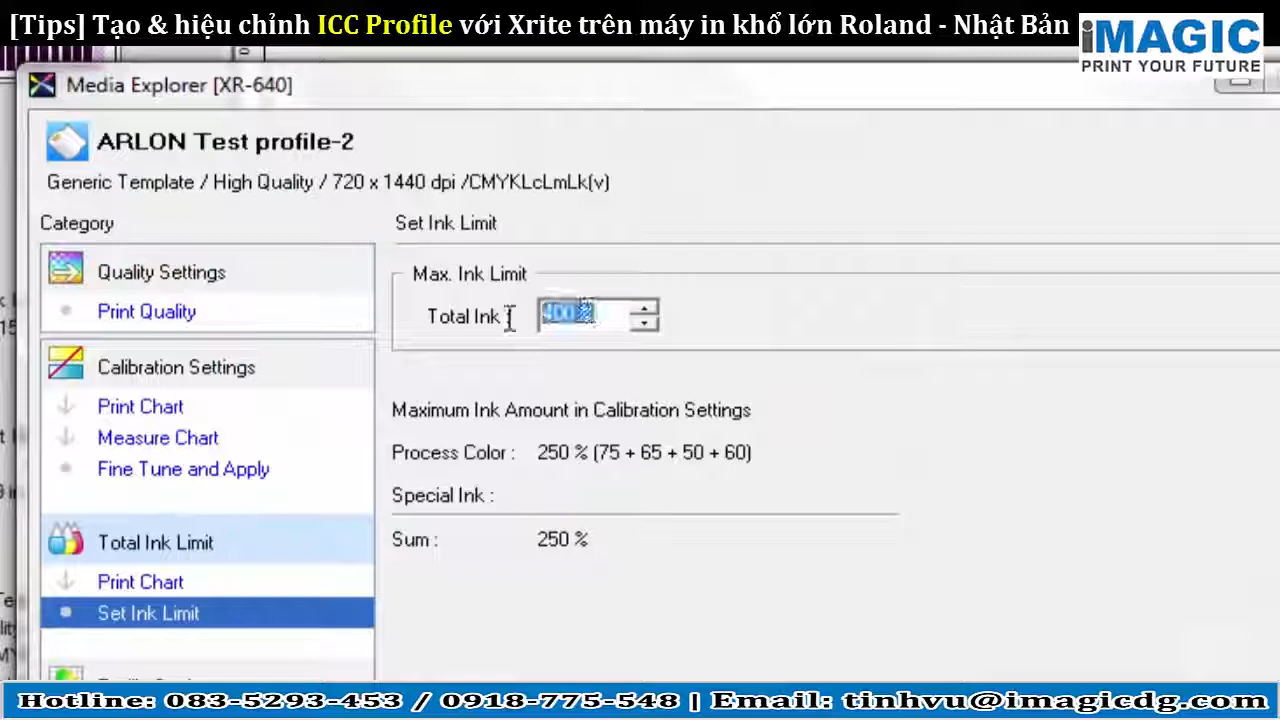 [Tips] Tạo & hiệu chỉnh ICC Profile với Xrite trên máy in khổ lớn Roland - Nhật Bản
iMAGIC
PRINT YOUR FUTURE
Media Explorer [XR-640]
ARLON Test profile-2
Generic Template / High Quality / 720 x 1440 dpi /CMYKLcLmLk(v)
Category
Set Ink Limit
Quality Settings
Print Quality
Max. Ink Limit
Total Ink :
400 %
Calibration Settings
Print Chart
Measure Chart
Fine Tune and Apply
Maximum Ink Amount in Calibration Settings
Process Color : 250 % (75 + 65 + 50 + 60)
Special Ink :
Sum : 250 %
Total Ink Limit
Print Chart
Set Ink Limit
Hotline: 083-5293-453 / 0918-775-548 | Email: tinhvu@imagicdg.com